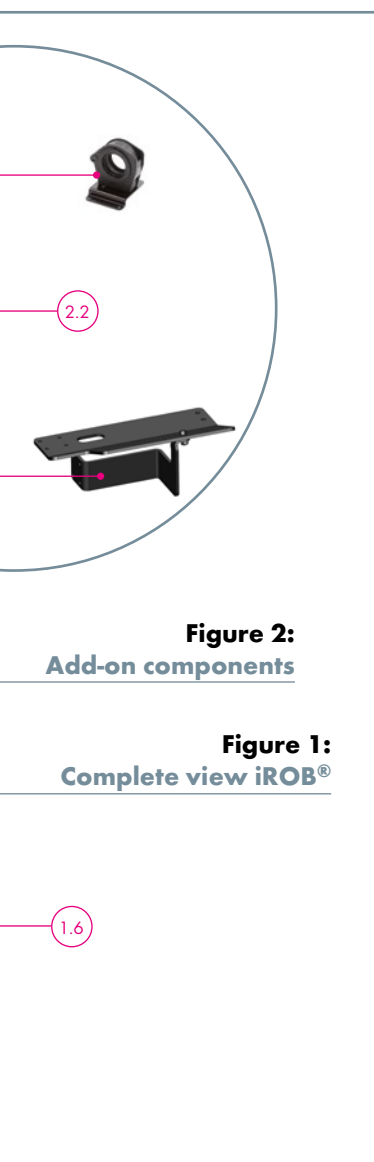 2.2
Figure 2:
Add-on components
Figure 1:
Complete view iROB®
1.6